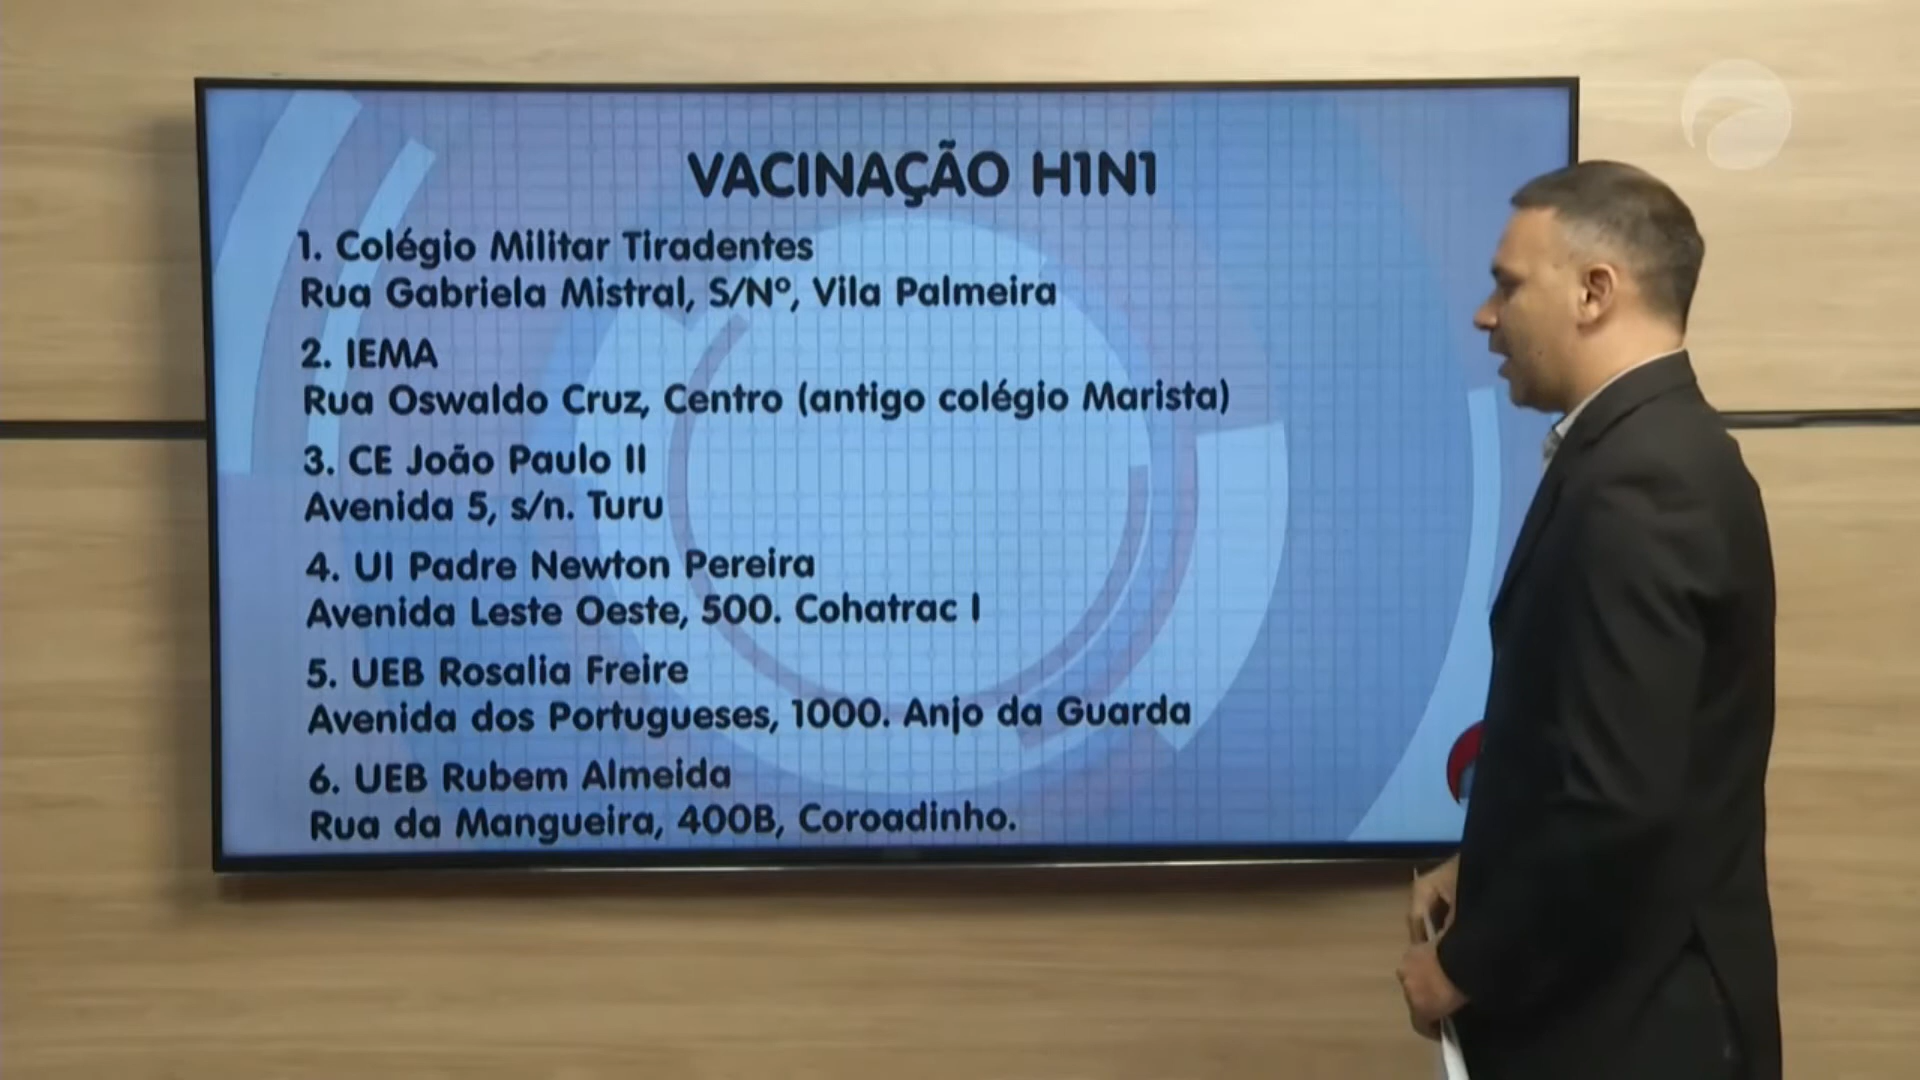 VACINAÇÃO H1N1
1. Colégio Militar Tiradentes
Rua Gabriela Mistral, S/Nº, Vila Palmeira
2. IEMA
Rua Oswaldo Cruz, Centro (antigo colégio Marista)
3. CE João Paulo II
Avenida 5, s/n. Turu
4. UI Padre Newton Pereira
Avenida Leste Oeste, 500. Cohatrac I
5. UEB Rosalia Freire
Avenida dos Portugueses, 1000. Anjo da Guarda
6. UEB Rubem Almeida
Rua da Mangueira, 400B, Coroadinho.